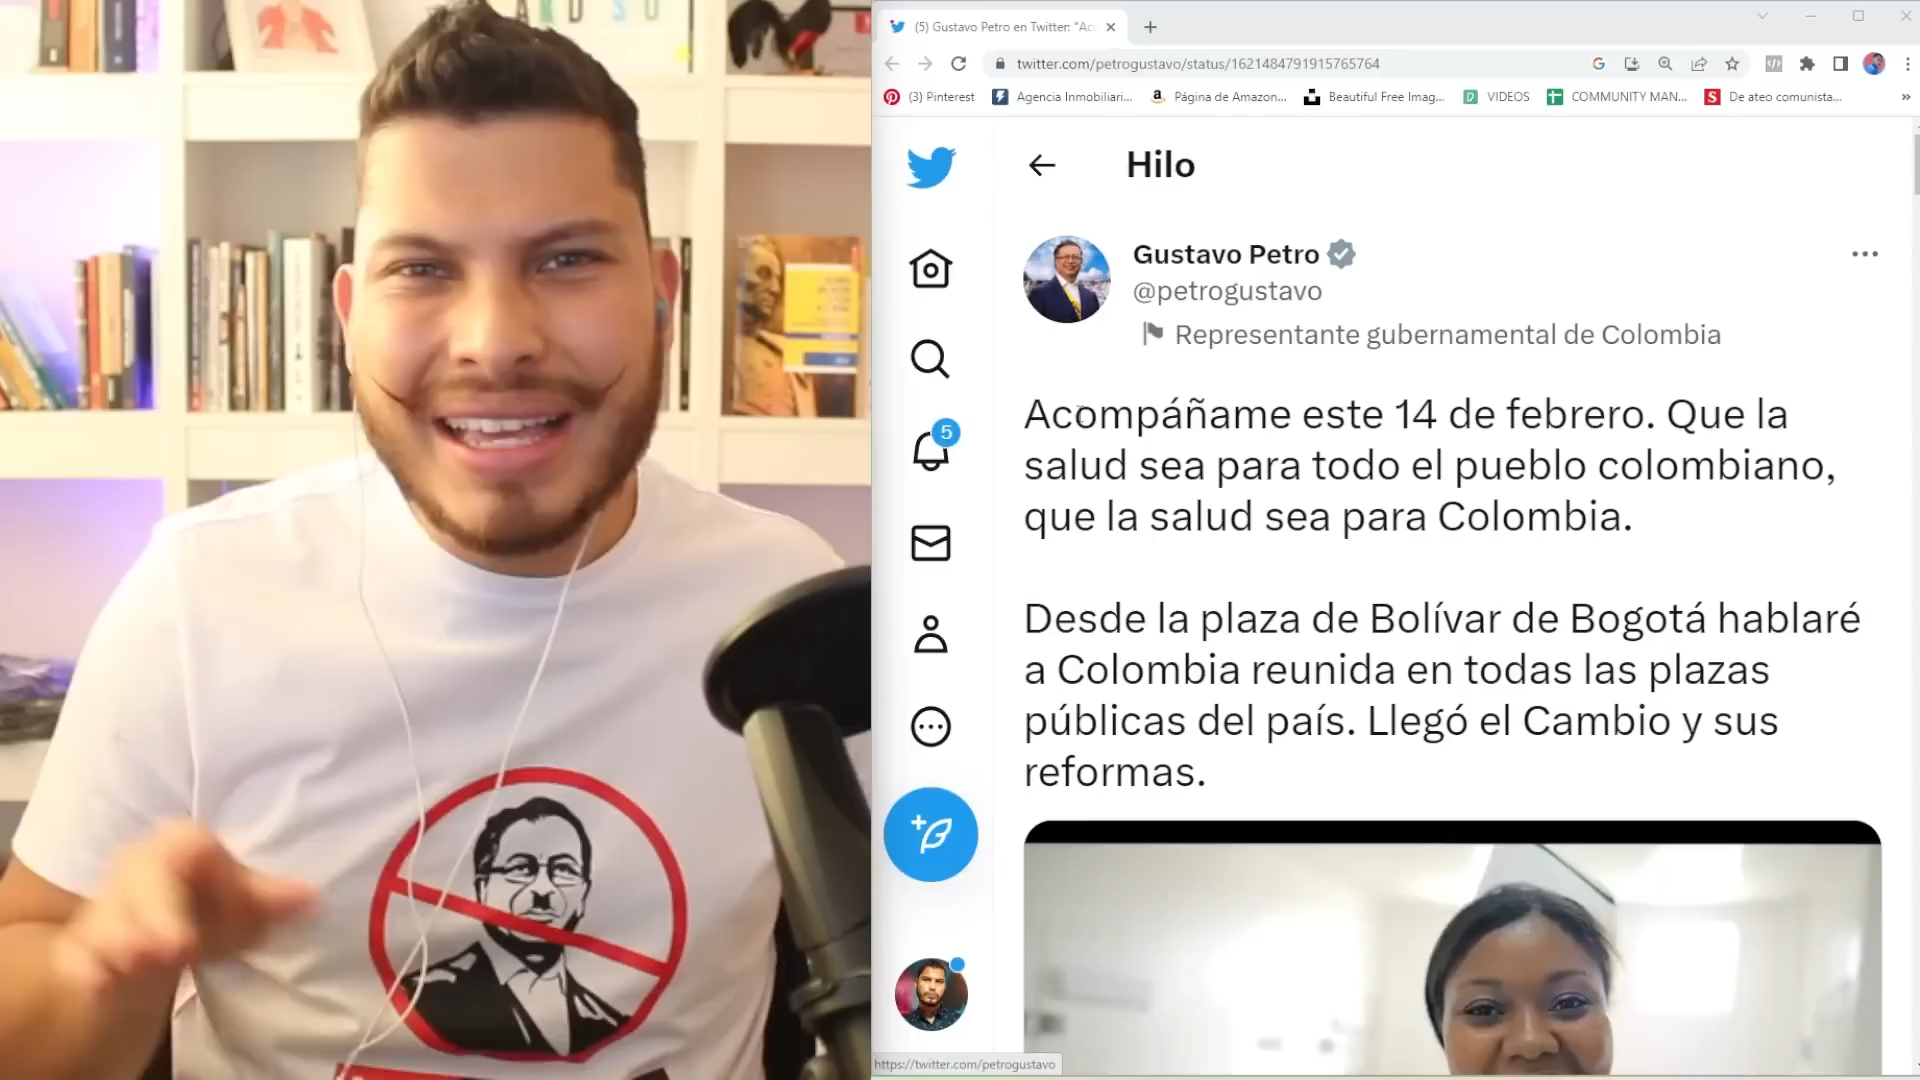 (5) Gustavo Petro en Twitter: "Ac
twitter.com/petrogustavo/status/1621484791915765764
(3) Pinterest
Agencia Inmobiliari...
Página de Amazon...
Beautiful Free Imag...
VIDEOS
COMMUNITY MAN...
De ateo comunista...
Hilo
Gustavo Petro
@petrogustavo
Representante gubernamental de Colombia
5
Acompáñame este 14 de febrero. Que la
salud sea para todo el pueblo colombiano,
que la salud sea para Colombia.
Desde la plaza de Bolívar de Bogotá hablaré
a Colombia reunida en todas las plazas
públicas del país. Llegó el Cambio y sus
reformas.
https://twitter.com/petrogustavo